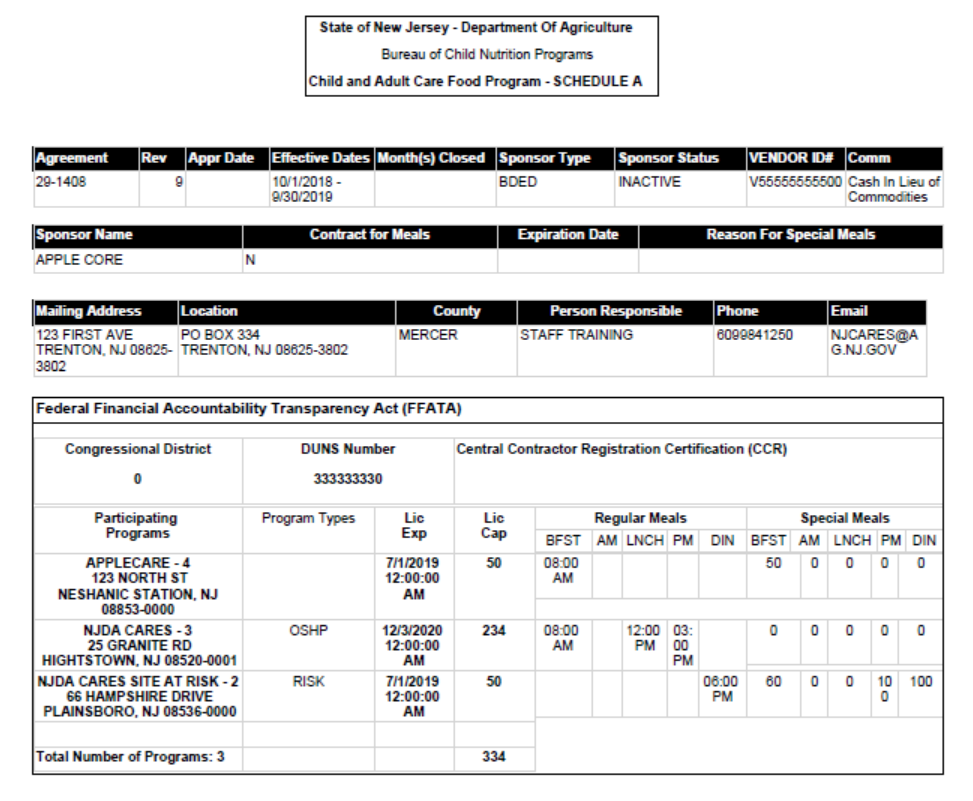 State of New Jersey - Department Of Agriculture
Bureau of Child Nutrition Programs
Child and Adult Care Food Program - SCHEDULE A
Agreement Rev Appr Date Effective Dates Month(s) Closed Sponsor Type Sponsor Status VENDOR ID# Comm
29-1408 9 10/1/2018 - BDED INACTIVE V55555555500 Cash In Lieu of
9/30/2019 Commodities
Sponsor Name Contract for Meals Expiration Date Reason For Special Meals
APPLE CORE N
Mailing Address Location County Person Responsible Phone Email
123 FIRST AVE PO BOX 334 MERCER STAFF TRAINING 6099841250 NJCARES@A
TRENTON, NJ 08625- TRENTON, NJ 08625-3802 G.NJ.GOV
3802
Federal Financial Accountability Transparency Act (FFATA)
Congressional District DUNS Number Central Contractor Registration Certification (CCR)
0 333333330
Participating Program Types Lic Lic Regular Meals Special Meals
Programs Exp Cap BFST AM LNCH PM DIN BFST AM LNCH PM DIN
APPLECARE - 4 7/1/2019 50 08:00 50 0 0 0 0
123 NORTH ST 12:00:00 AM
NESHANIC STATION, NJ AM
08853-0000
NJDA CARES - 3 OSHP 12/3/2020 234 08:00 12:00 03: 0 0 0 0 0
25 GRANITE RD 12:00:00 AM PM 00
HIGHTSTOWN, NJ 08520-0001 AM PM
NJDA CARES SITE AT RISK - 2 RISK 7/1/2019 50 06:00 60 0 0 10 100
66 HAMPSHIRE DRIVE 12:00:00 PM 0
PLAINSBORO, NJ 08536-0000 AM
Total Number of Programs: 3 334